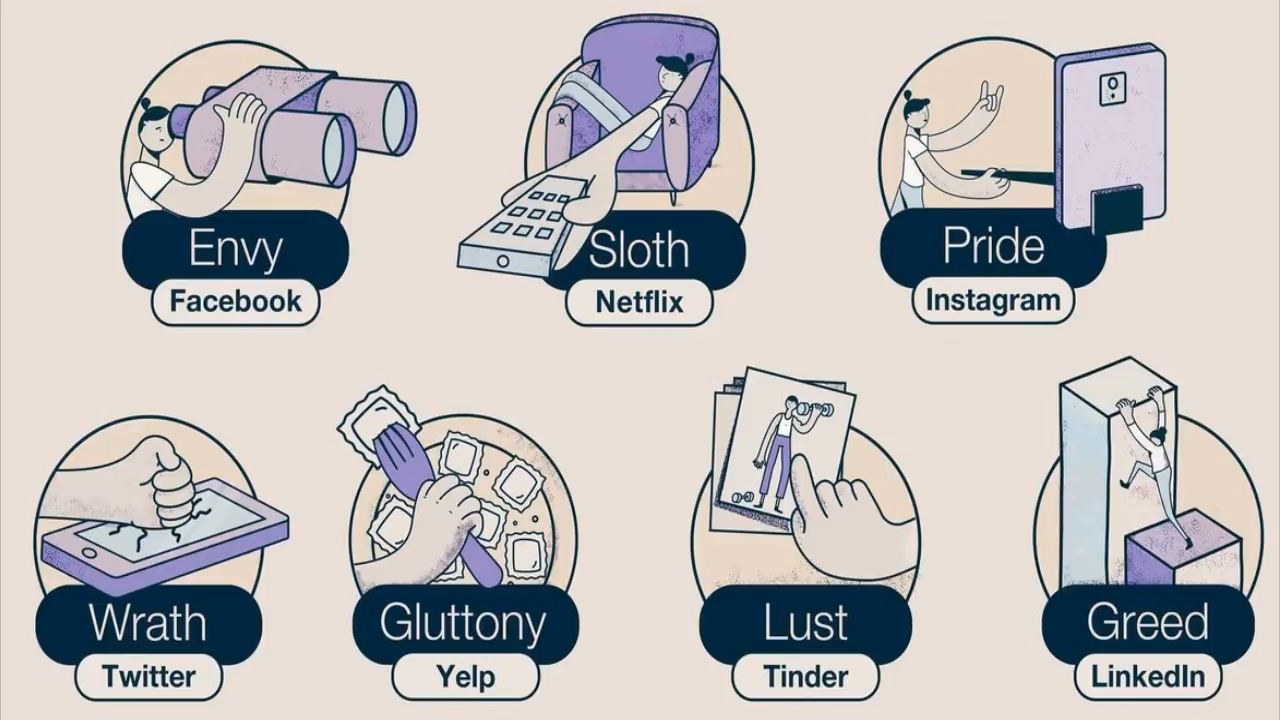 Envy
Facebook
Sloth
Netflix
Pride
Instagram
Wrath
Twitter
Gluttony
Yelp
Lust
Tinder
Greed
LinkedIn